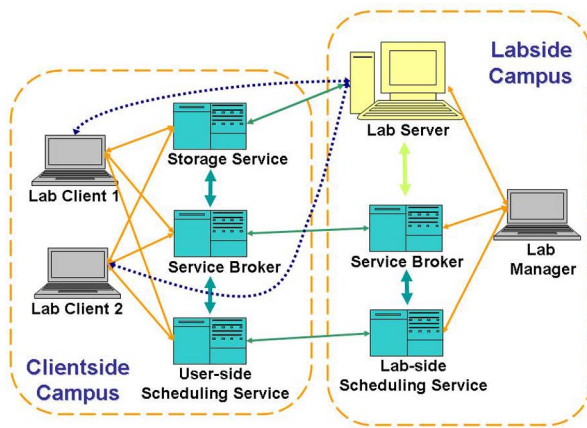 Labside
Campus
Lab Server
Storage Service
Lab Client 1
Service Broker
Service Broker
Lab
Manager
Lab Client 2
Clientside
Campus
User-side
Scheduling Service
Lab-side
Scheduling Service